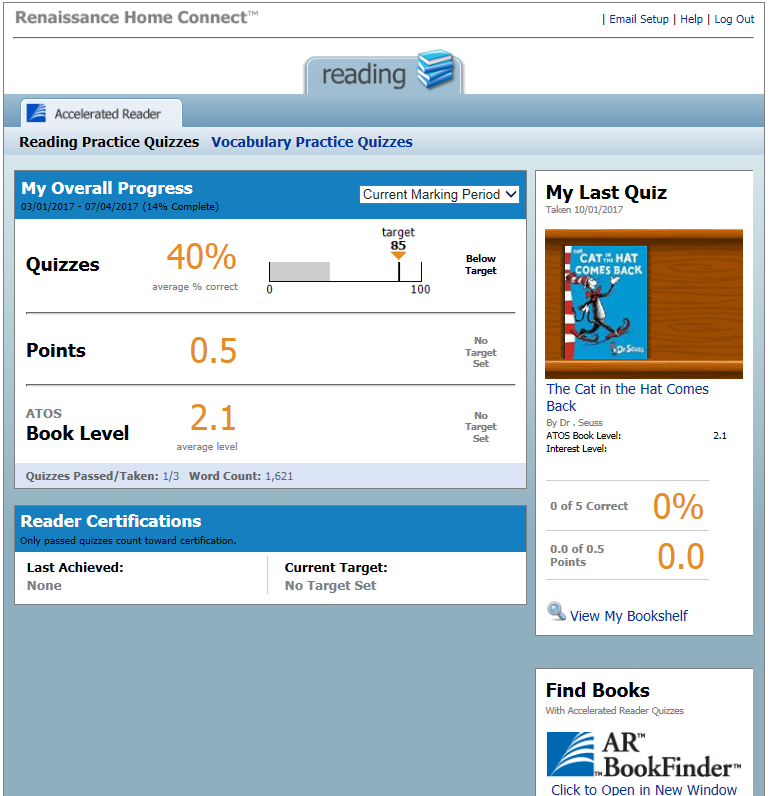 Renaissance Home Connect™
| Email Setup | Help | Log Out
reading
Accelerated Reader
Reading Practice Quizzes Vocabulary Practice Quizzes
My Overall Progress
03/01/2017 - 07/04/2017 (14% Complete)
Current Marking Period
Quizzes
40%
average % correct
target
85
0
100
Below
Target
Points
0.5
No
Target
Set
ATOS
Book Level
2.1
average level
No
Target
Set
Quizzes Passed/Taken: 1/3 Word Count: 1,621
Reader Certifications
Only passed quizzes count toward certification.
Last Achieved:
None
Current Target:
No Target Set
My Last Quiz
Taken 10/01/2017
THE
CAT IN THE HAT
COMES BACK
Dr. Seuss
The Cat in the Hat Comes
Back
By Dr . Seuss
ATOS Book Level: 2.1
Interest Level:
0 of 5 Correct 0%
0.0 of 0.5
Points
0.0
View My Bookshelf
Find Books
With Accelerated Reader Quizzes
AR™
™BookFinder™
Click to Open in New Window